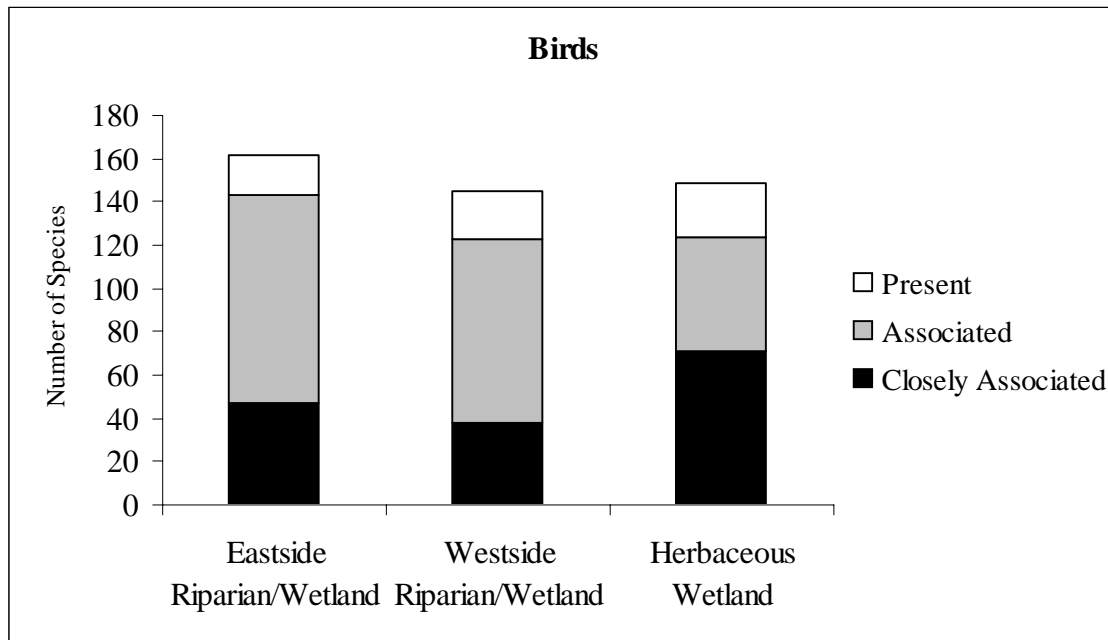 Birds
180
160
140
120
100
80
60
40
20
0
Number of Species
Eastside
Riparian/Wetland
Westside
Riparian/Wetland
Herbaceous
Wetland
Present
Associated
Closely Associated